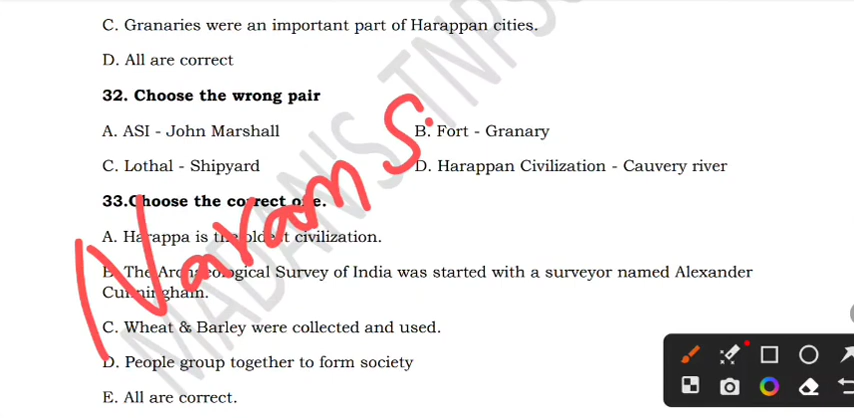 C. Granaries were an important part of Harappan cities.
D. All are correct
32. Choose the wrong pair
A. ASI - John Marshall
B. Fort - Granary
C. Lothal - Shipyard
D. Harappan Civilization - Cauvery river
33.Choose the correct one.
A. Harappa is the oldest civilization.
B. The Archaeological Survey of India was started with a surveyor named Alexander
Cunningham.
C. Wheat & Barley were collected and used.
D. People group together to form society
E. All are correct.
Naram S.
MADAN'S TNPSC